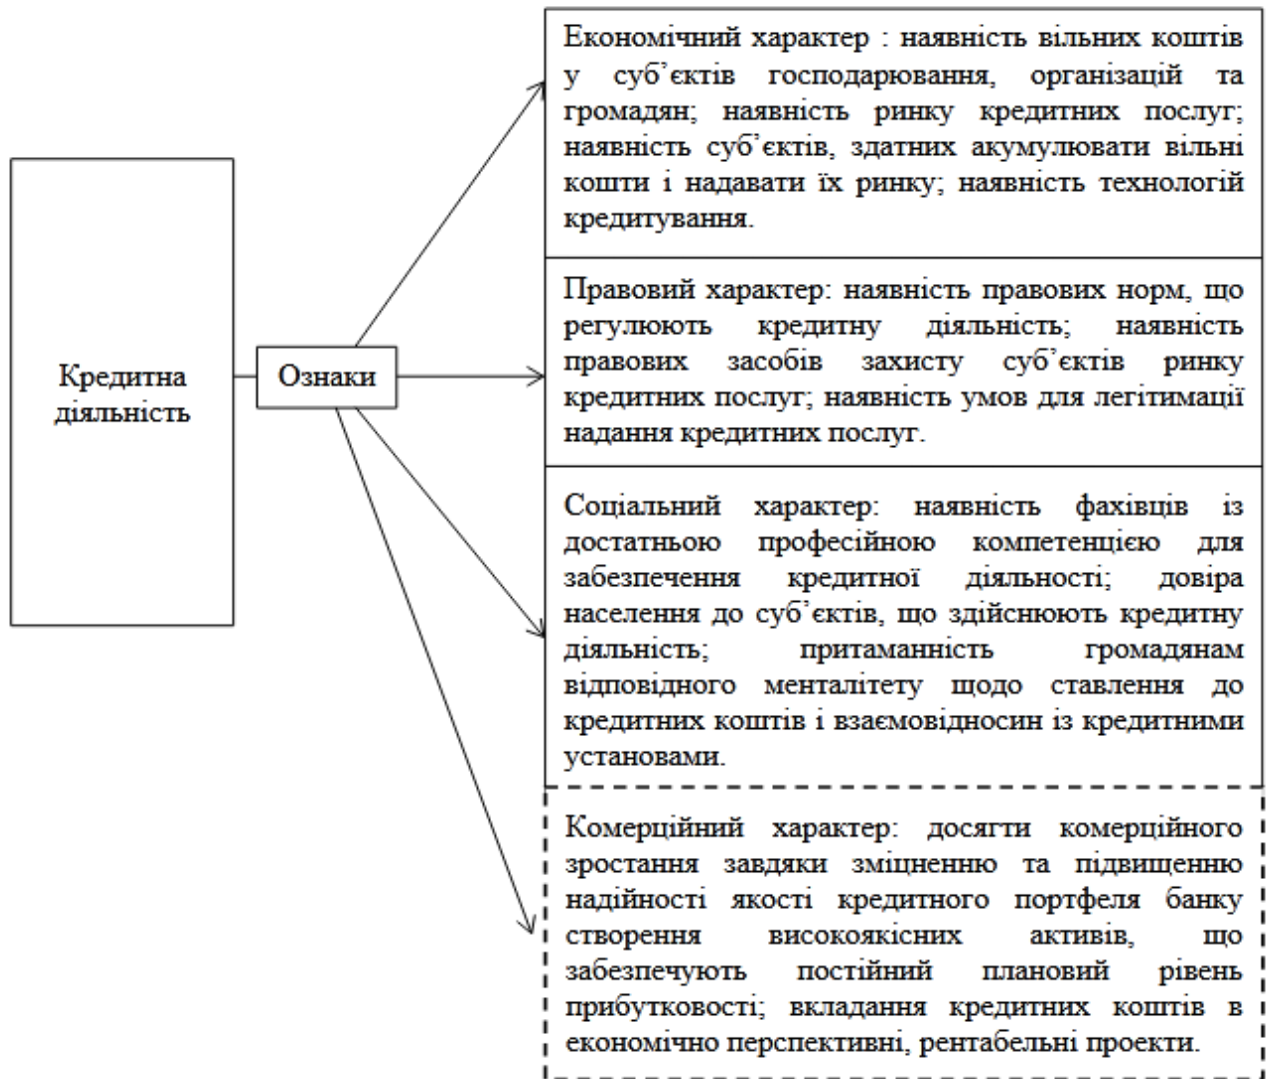 Кредитна
діяльність
Ознаки
Економічний характер : наявність вільних коштів
у суб’єктів господарювання, організацій та
громадян; наявність ринку кредитних послуг;
наявність суб’єктів, здатних акумулювати вільні
кошти і надавати їх ринку; наявність технологій
кредитування.
Правовий характер: наявність правових норм, що
регулюють кредитну діяльність; наявність
правових засобів захисту суб’єктів ринку
кредитних послуг; наявність умов для легітимації
надання кредитних послуг.
Соціальний характер: наявність фахівців із
достатньою професійною компетенцією для
забезпечення кредитної діяльності; довіра
населення до суб’єктів, що здійснюють кредитну
діяльність; притаманність громадянам
відповідного менталітету щодо ставлення до
кредитних коштів і взаємовідносин із кредитними
установами.
Комерційний характер: досягти комерційного
зростання завдяки зміцненню та підвищенню
надійності якості кредитного портфеля банку
створення високоякісних активів, що
забезпечують постійний плановий рівень
прибутковості; вкладання кредитних коштів в
економічно перспективні, рентабельні проекти.